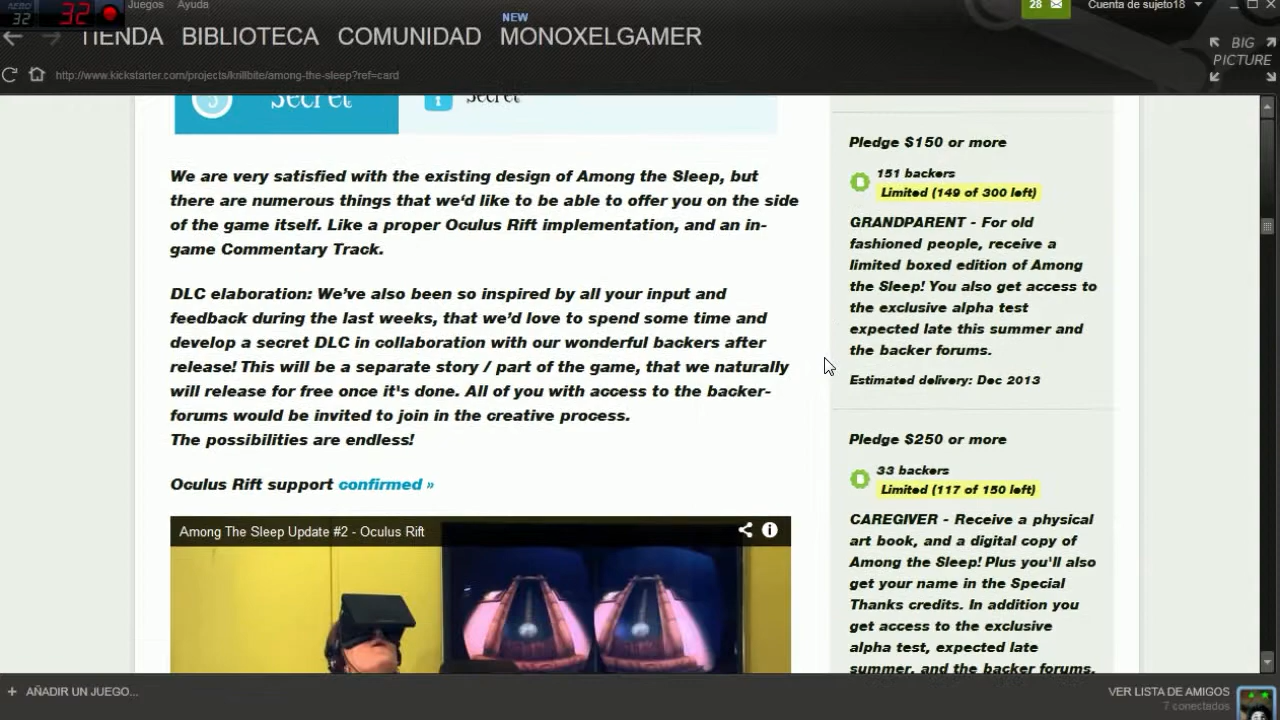 AERO
32
32
Juegos Ayuda
28
Cuenta de sujeto18
TIENDA BIBLIOTECA COMUNIDAD MONOXELGAMER
NEW
BIG
PICTURE
http://www.kickstarter.com/projects/krillbite/among-the-sleep?ref=card
Secret
Secret
We are very satisfied with the existing design of Among the Sleep, but
there are numerous things that we'd like to be able to offer you on the side
of the game itself. Like a proper Oculus Rift implementation, and an in-
game Commentary Track.
DLC elaboration: We've also been so inspired by all your input and
feedback during the last weeks, that we'd love to spend some time and
develop a secret DLC in collaboration with our wonderful backers after
release! This will be a separate story / part of the game, that we naturally
will release for free once it's done. All of you with access to the backer-
forums would be invited to join in the creative process.
The possibilities are endless!
Oculus Rift support confirmed »
Among The Sleep Update #2 - Oculus Rift
Pledge $150 or more
151 backers
Limited (149 of 300 left)
GRANDPARENT - For old
fashioned people, receive a
limited boxed edition of Among
the Sleep! You also get access to
the exclusive alpha test
expected late this summer and
the backer forums.
Estimated delivery: Dec 2013
Pledge $250 or more
33 backers
Limited (117 of 150 left)
CAREGIVER - Receive a physical
art book, and a digital copy of
Among the Sleep! Plus you'll also
get your name in the Special
Thanks credits. In addition you
get access to the exclusive
alpha test, expected late
summer, and the backer forums.
+ AÑADIR UN JUEGO...
VER LISTA DE AMIGOS
7 conectados